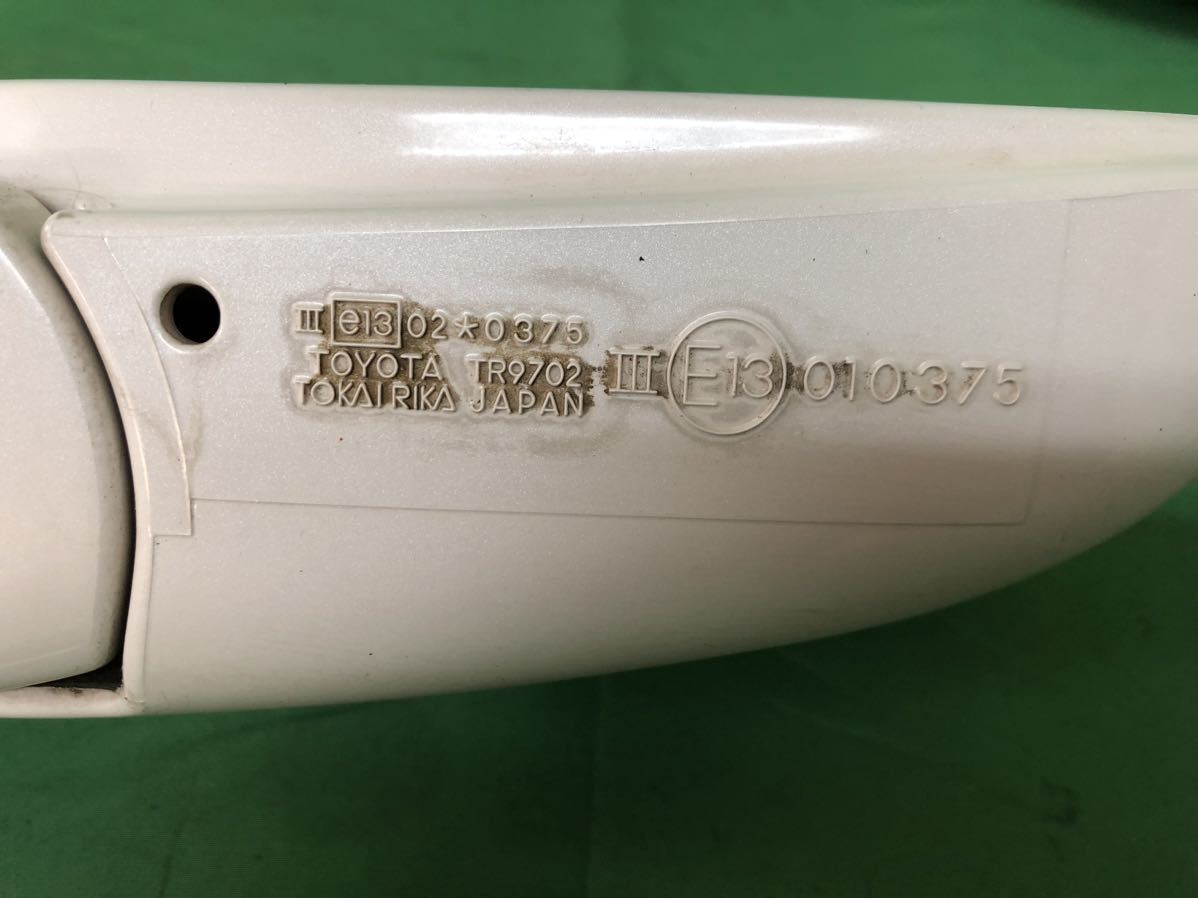 III e13 02*0375
TOYOTA TR9702
TOKAI RIKA JAPAN
III E13 010375